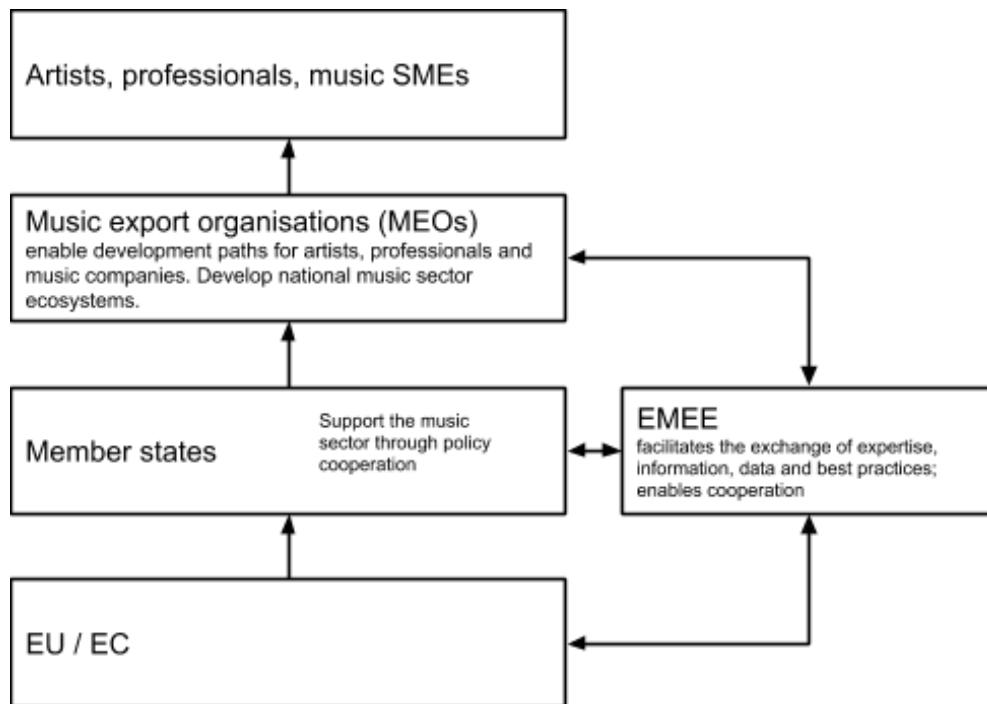 Artists, professionals, music SMEs
Music export organisations (MEOs)
enable development paths for artists, professionals and
music companies. Develop national music sector
ecosystems.
Member states
Support the music
sector through policy
cooperation
EMEE
facilitates the exchange of expertise,
information, data and best practices;
enables cooperation
EU / EC